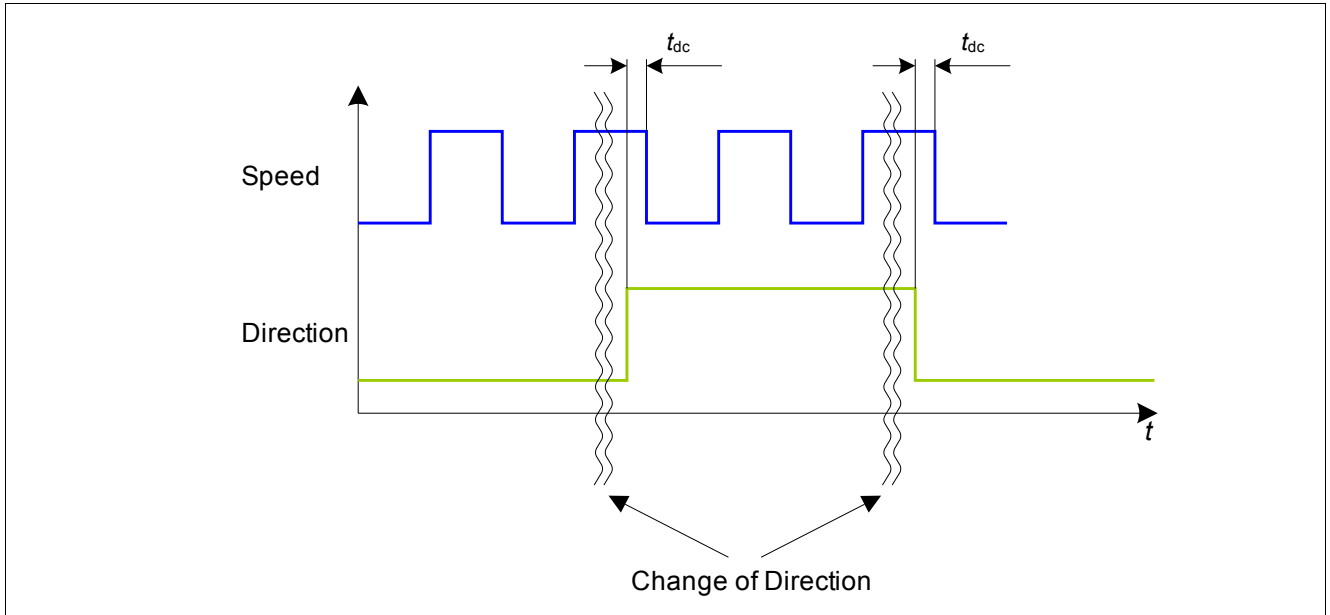 tdc tdc
Speed
Direction
t
Change of Direction